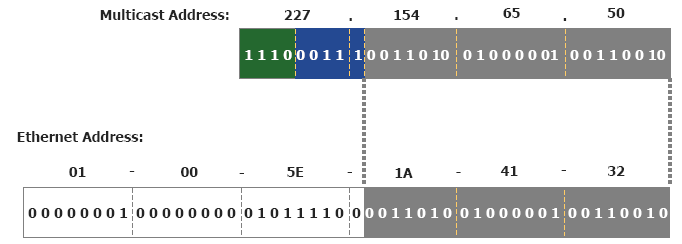 Multicast Address: 227 . 154 . 65 . 50
1 1 1 0 0 0 1 1 1 0 0 1 1 0 1 0 0 1 0 0 0 0 0 1 0 0 1 1 0 0 1 0
Ethernet Address:
01 - 00 - 5E - 1A - 41 - 32
0 0 0 0 0 0 0 1 0 0 0 0 0 0 0 0 0 1 0 1 1 1 1 0 0 0 0 1 1 0 1 0 0 1 0 0 0 0 0 1 0 0 1 1 0 0 1 0